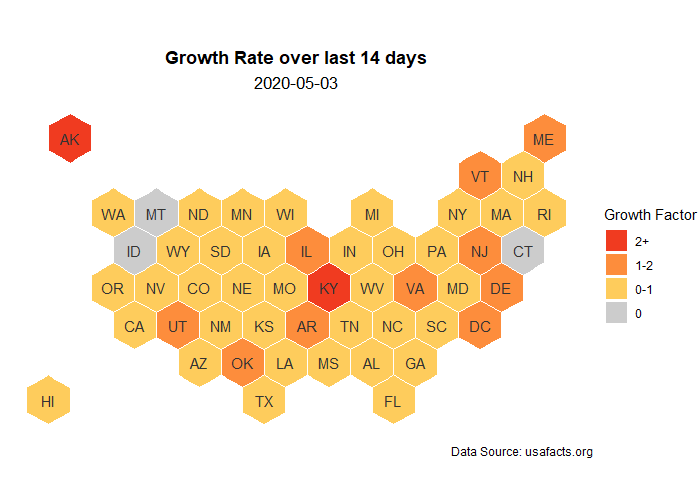 Growth Rate over last 14 days
2020-05-03
AK ME
VT NH
WA MT ND MN WI MI NY MA RI
ID WY SD IA IL IN OH PA NJ CT
OR NV CO NE MO KY WV VA MD DE
CA UT NM KS AR TN NC SC DC
AZ OK LA MS AL GA
HI TX FL
Growth Factor
2+
1-2
0-1
0
Data Source: usafacts.org